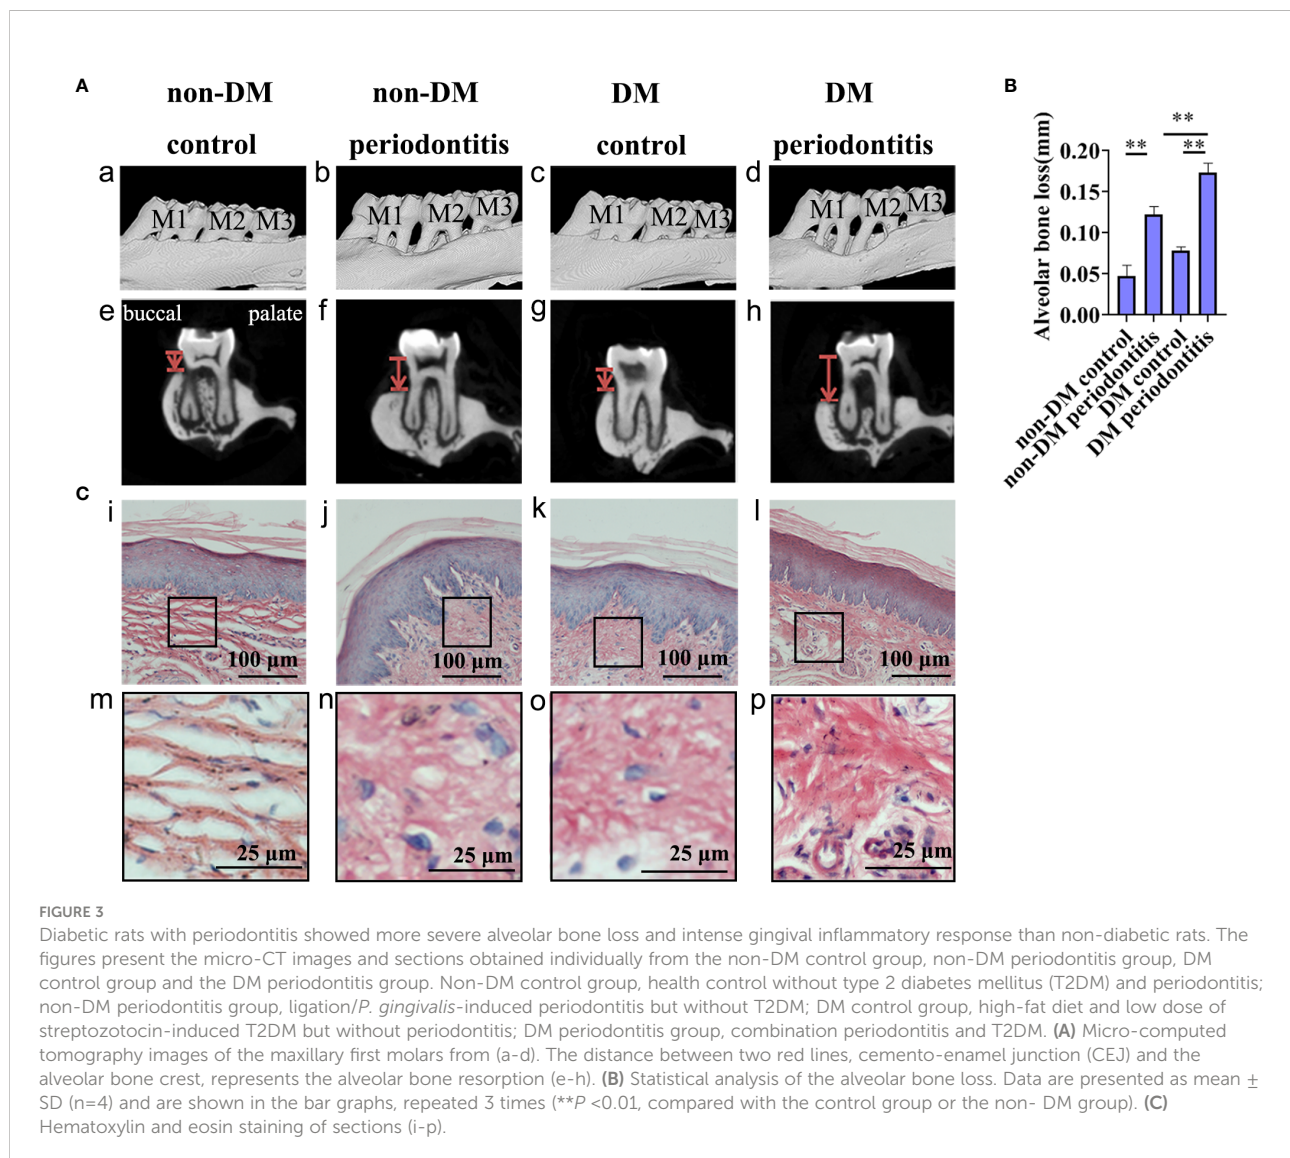 A
non-DM
control
non-DM
periodontitis
DM
control
DM
periodontitis
a
M1 M2 M3
b
M1 M2 M3
c
M1 M2 M3
d
M1 M2 M3
e
buccal palate
f
g
h
B
Alveolar bone loss(mm)
0.20
0.15
0.10
0.05
0.00
**
**
**
non-DM control
non-DM periodontitis
DM control
DM periodontitis
C
i
100 µm
j
100 µm
k
100 µm
l
100 µm
m
25 µm
n
25 µm
o
25 µm
p
25 µm
FIGURE 3
Diabetic rats with periodontitis showed more severe alveolar bone loss and intense gingival inflammatory response than non-diabetic rats. The
figures present the micro-CT images and sections obtained individually from the non-DM control group, non-DM periodontitis group, DM
control group and the DM periodontitis group. Non-DM control group, health control without type 2 diabetes mellitus (T2DM) and periodontitis;
non-DM periodontitis group, ligation/P. gingivalis-induced periodontitis but without T2DM; DM control group, high-fat diet and low dose of
streptozotocin-induced T2DM but without periodontitis; DM periodontitis group, combination periodontitis and T2DM. (A) Micro-computed
tomography images of the maxillary first molars from (a-d). The distance between two red lines, cemento-enamel junction (CEJ) and the
alveolar bone crest, represents the alveolar bone resorption (e-h). (B) Statistical analysis of the alveolar bone loss. Data are presented as mean ±
SD (n=4) and are shown in the bar graphs, repeated 3 times (**P <0.01, compared with the control group or the non- DM group). (C)
Hematoxylin and eosin staining of sections (i-p).